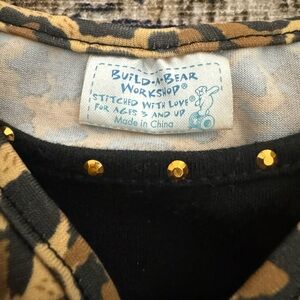 BUILD-A-BEAR
WORKSHOP®
STITCHED WITH LOVE®
FOR AGES 3 AND UP
Made in China